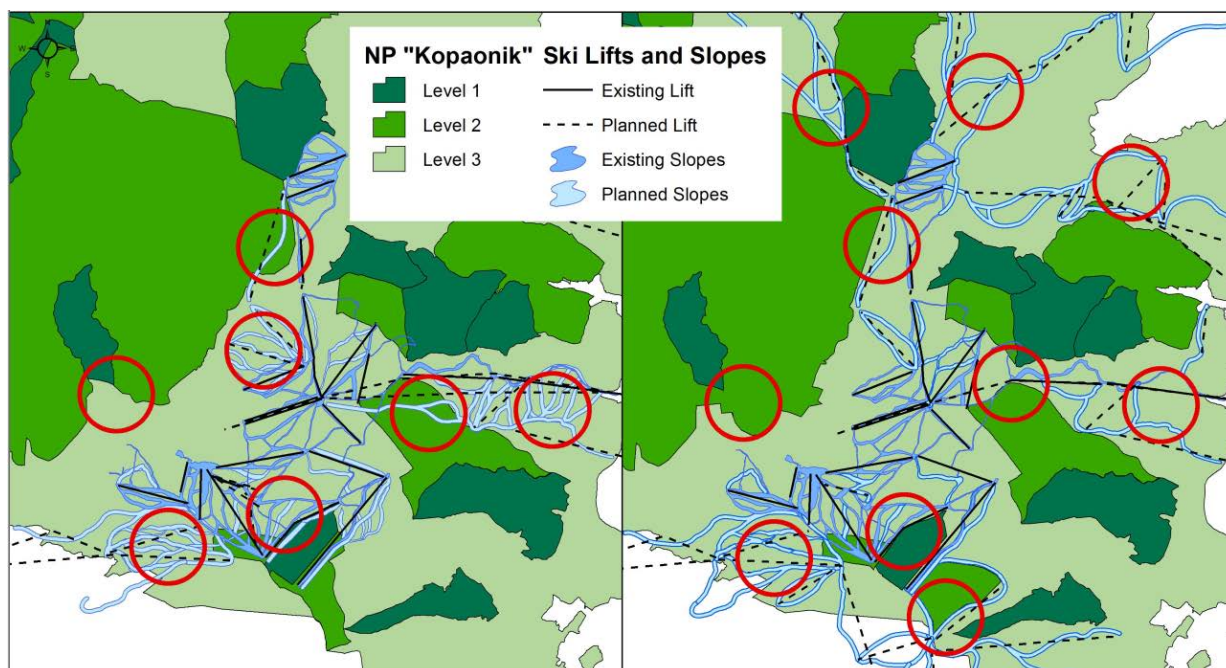 N
W
E
S
NP "Kopaonik"
Level 1
Level 2
Level 3
Ski Lifts and Slopes
Existing Lift
Planned Lift
Existing Slopes
Planned Slopes